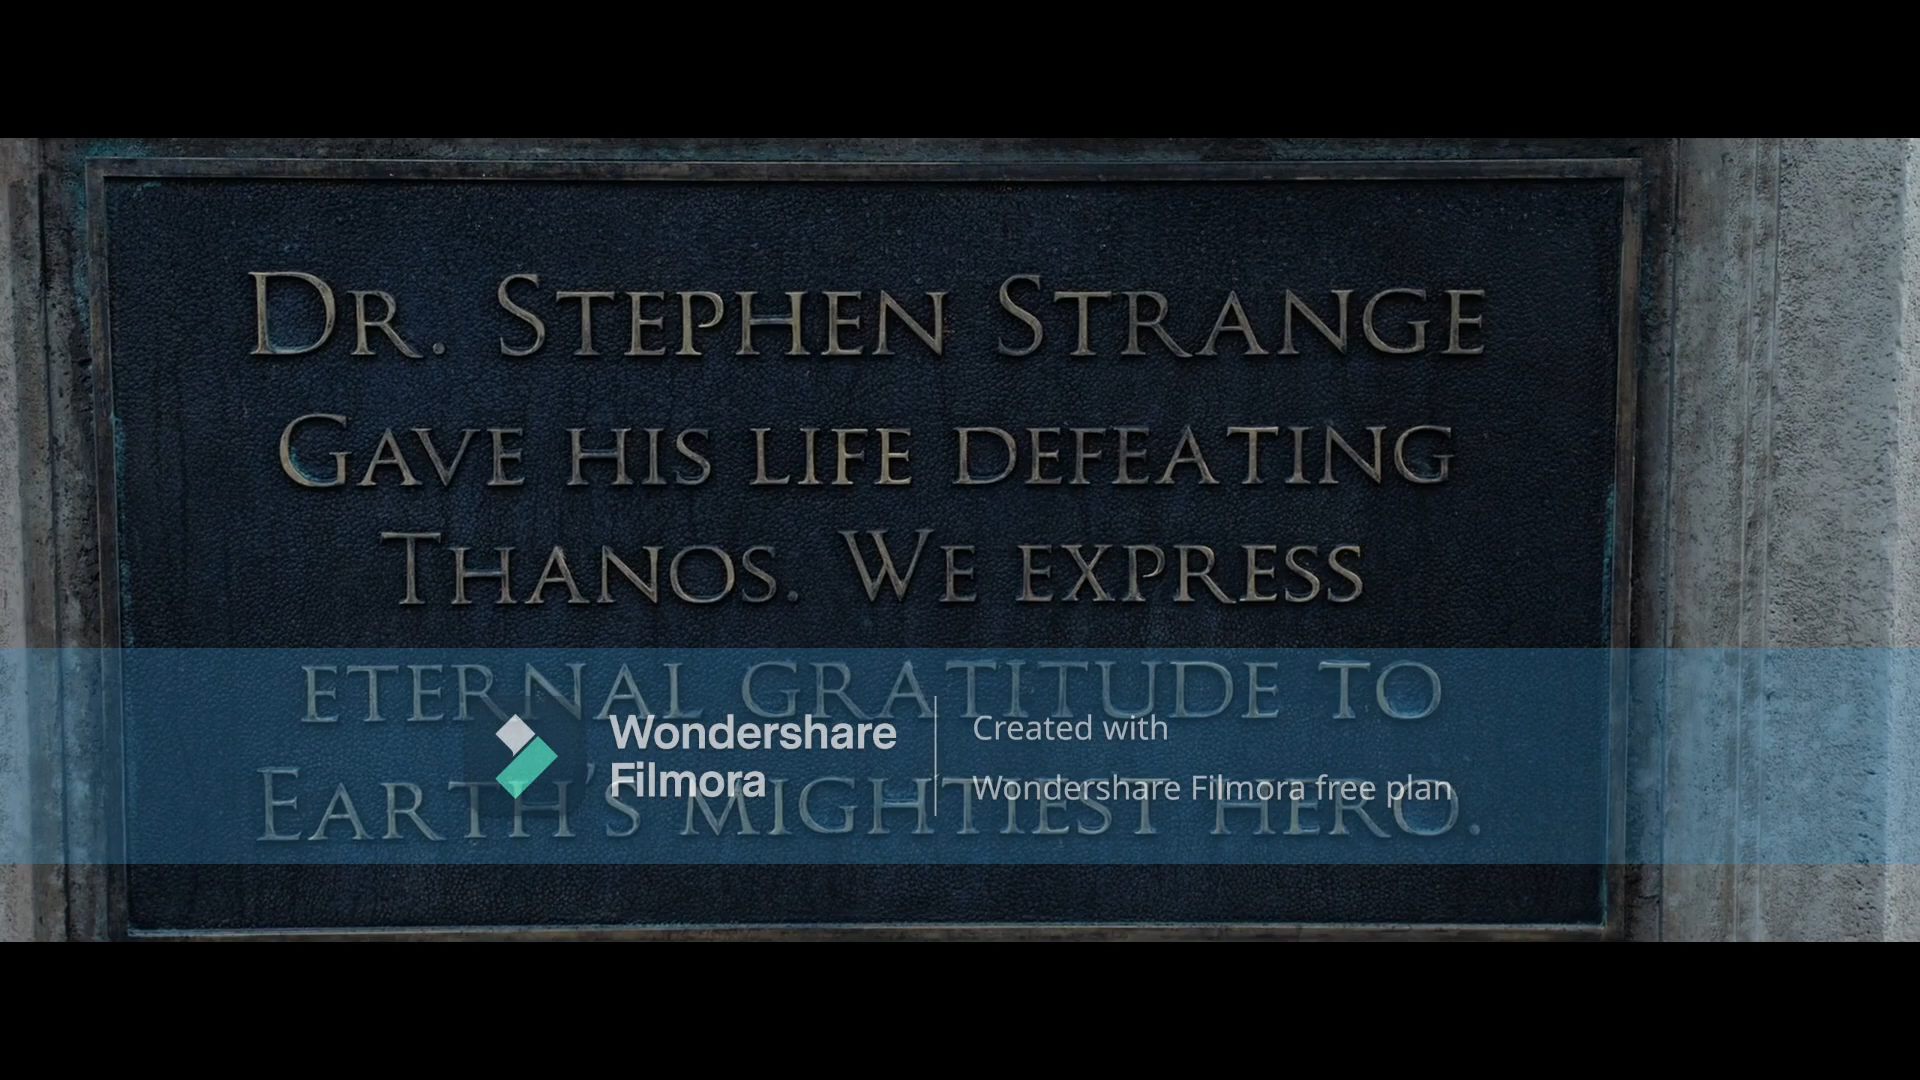 DR. STEPHEN STRANGE
GAVE HIS LIFE DEFEATING
THANOS. WE EXPRESS
ETERNAL GRATITUDE TO
EARTH'S MIGHTIEST HERO.
Wondershare
Filmora
Created with
Wondershare Filmora free plan